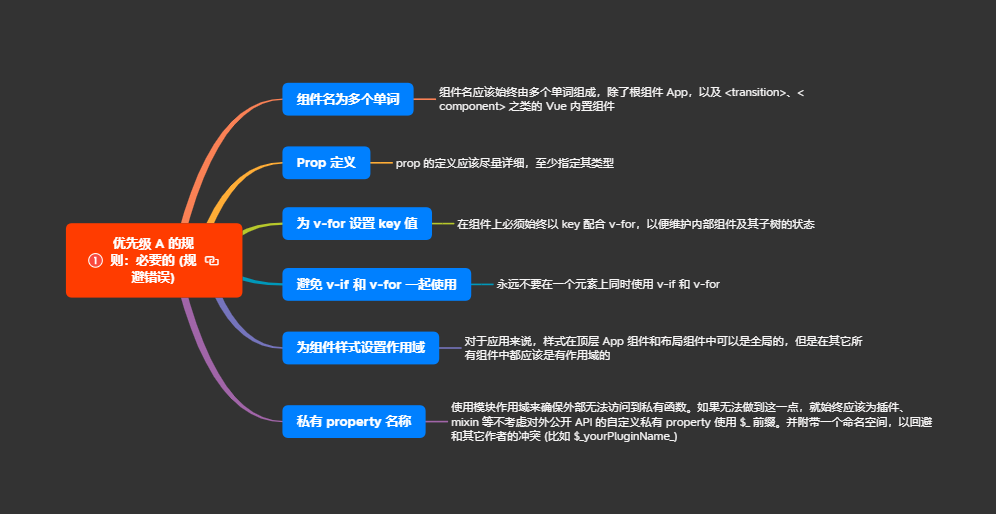 优先级 A 的规
① 则：必要的 (规
避错误)
组件名为多个单词
组件名应该始终由多个单词组成，除了根组件 App，以及 <transition>、<
component> 之类的 Vue 内置组件
Prop 定义
prop 的定义应该尽量详细，至少指定其类型
为 v-for 设置 key 值
在组件上必须始终以 key 配合 v-for，以便维护内部组件及其子树的状态
避免 v-if 和 v-for 一起使用
永远不要在一个元素上同时使用 v-if 和 v-for
为组件样式设置作用域
对于应用来说，样式在顶层 App 组件和布局组件中可以是全局的，但是在其它所
有组件中都应该是有作用域的
私有 property 名称
使用模块作用域来确保外部无法访问到私有函数。如果无法做到这一点，就始终应该为插件、
mixin 等不考虑对外公开 API 的自定义私有 property 使用 $_ 前缀。并附带一个命名空间，以回避
和其它作者的冲突 (比如 $_yourPluginName_)